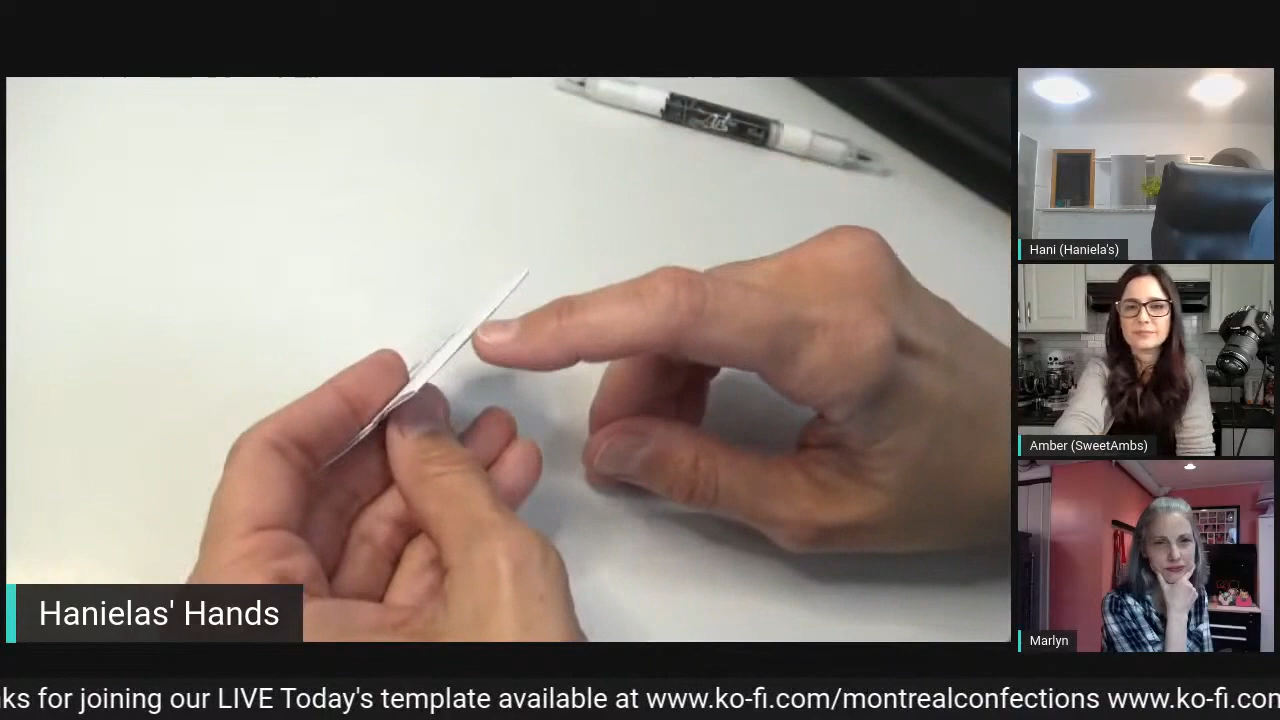 Hani (Haniela's)
Amber (SweetAmbs)
Hanielas' Hands
Marlyn
ks for joining our LIVE Today's template available at www.ko-fi.com/montrealconfections www.ko-fi.co